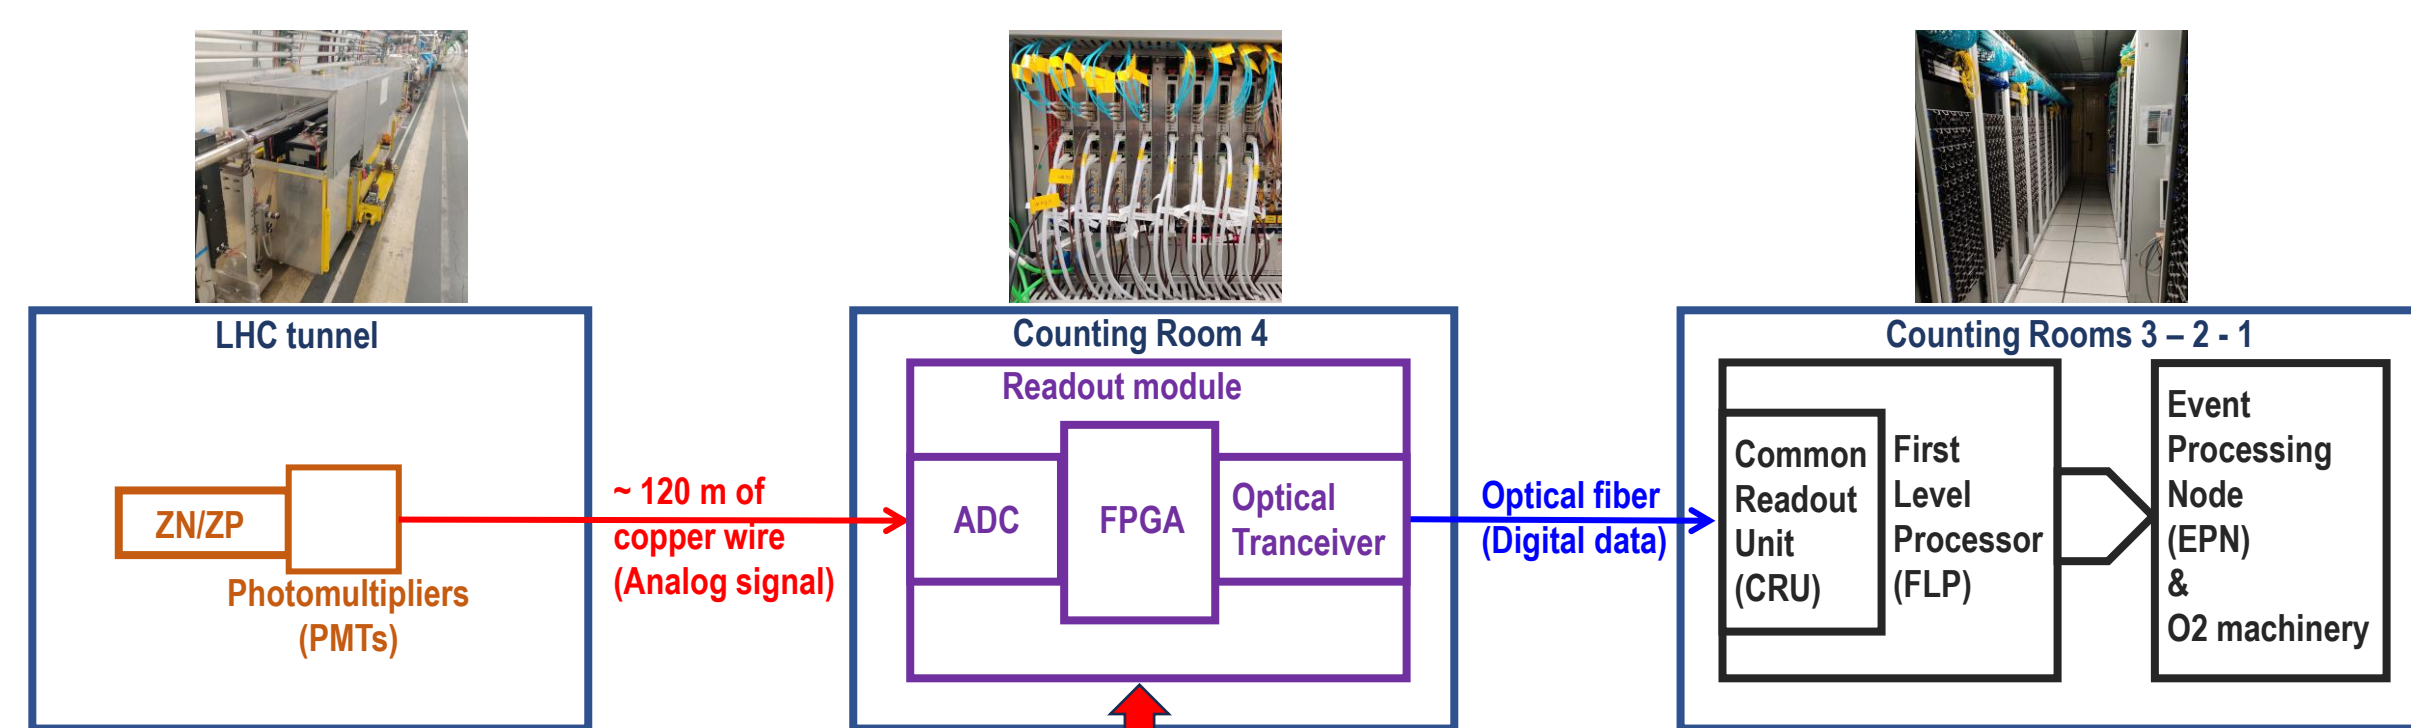 LHC tunnel
ZN/ZP
Photomultipliers
(PMTs)
~ 120 m of
copper wire
(Analog signal)
Counting Room 4
Readout module
ADC
FPGA
Optical
Tranceiver
Optical fiber
(Digital data)
Counting Rooms 3 – 2 - 1
Common
Readout
Unit
(CRU)
First
Level
Processor
(FLP)
Event
Processing
Node
(EPN)
&
O2 machinery